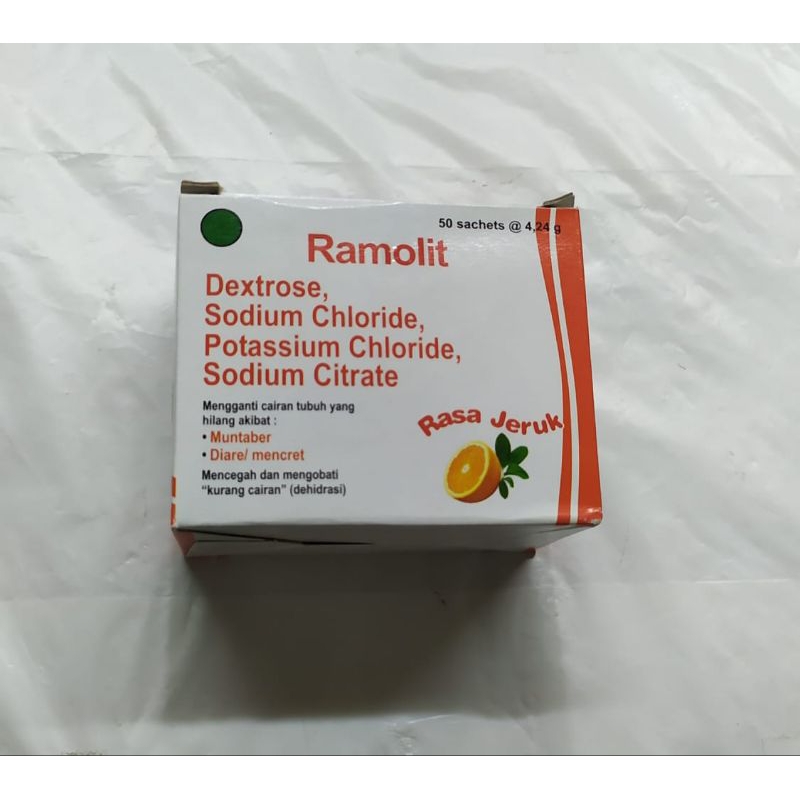 50 sachets @ 4,24 g
Ramolit
Dextrose,
Sodium Chloride,
Potassium Chloride,
Sodium Citrate
Mengganti cairan tubuh yang
hilang akibat :
• Muntaber
• Diare/ mencret
Mencegah dan mengobati
“kurang cairan” (dehidrasi)
Rasa Jeruk